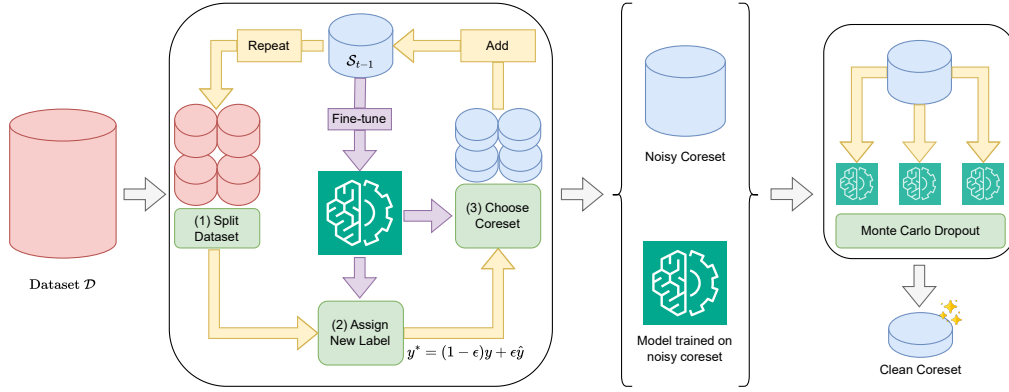 Dataset 𝒟
Repeat
𝒮ₜ₋₁
Add
Fine-tune
(1) Split
Dataset
(3) Choose
Coreset
(2) Assign
New Label
y* = (1 − ϵ)y + ϵŷ
Noisy Coreset
Model trained on
noisy coreset
Monte Carlo Dropout
Clean Coreset